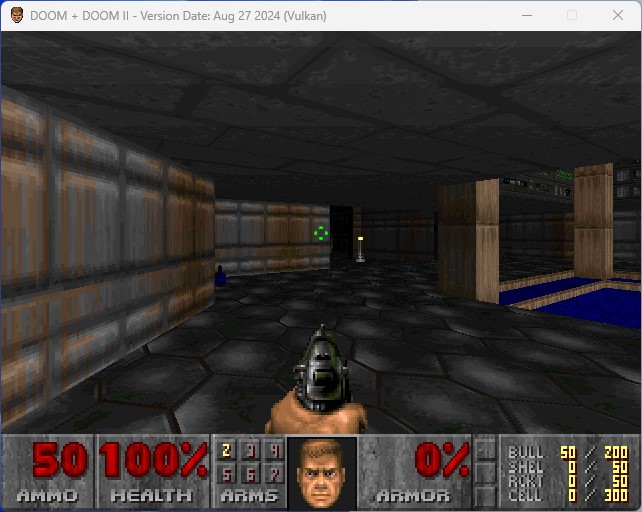 DOOM + DOOM II - Version Date: Aug 27 2024 (Vulkan)
50 100% 2 3 4 0% BULL 50 / 200
5 6 7 SHEL 0 / 50
RCKT 0 / 50
AMMO HEALTH ARMS ARMOR CELL 0 / 300